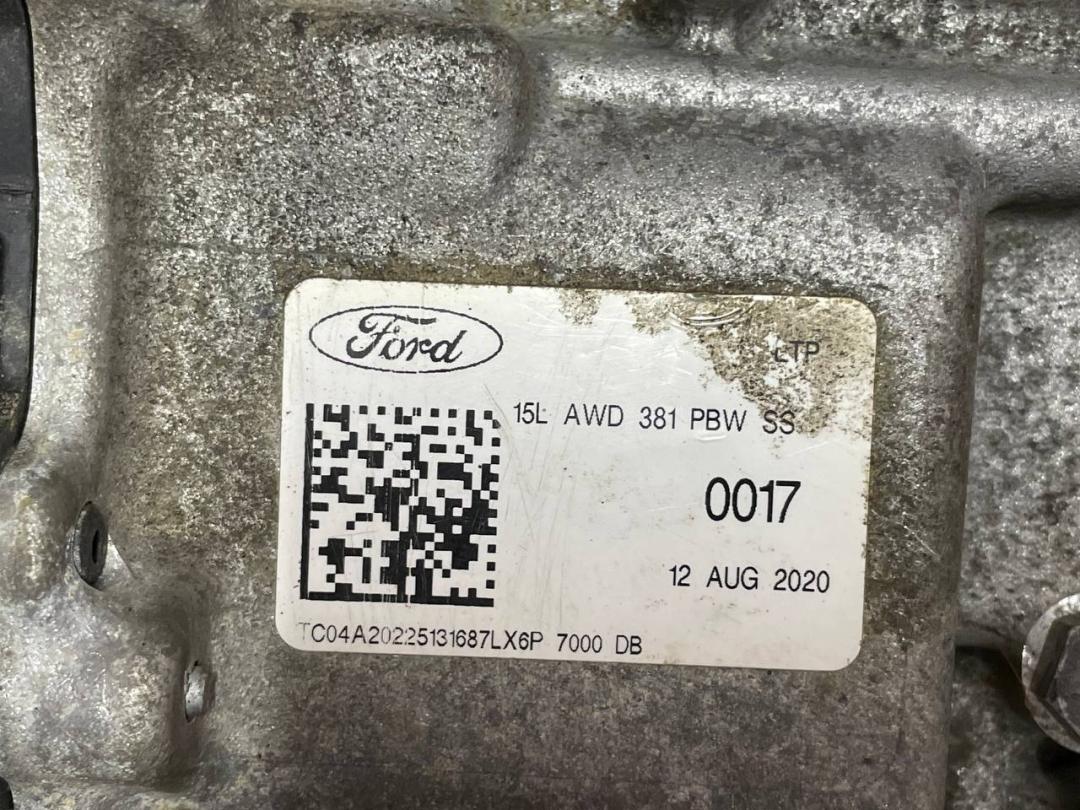 Ford
LTP
15L AWD 381 PBW SS
0017
12 AUG 2020
TC04A20225131687LX6P 7000 DB